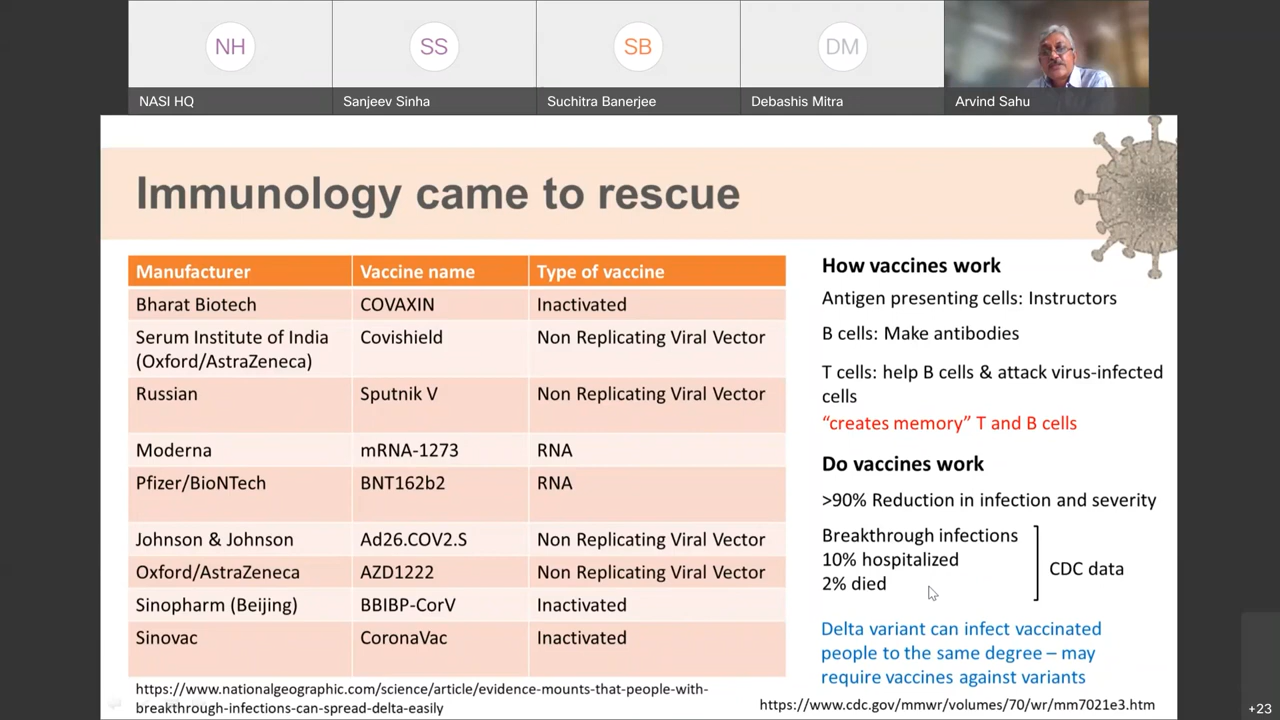 NH
SS
SB
DM
NASI HQ
Sanjeev Sinha
Suchitra Banerjee
Debashis Mitra
Arvind Sahu
Immunology came to rescue
Manufacturer Vaccine name Type of vaccine
Bharat Biotech COVAXIN Inactivated
Serum Institute of India Covishield Non Replicating Viral Vector
(Oxford/AstraZeneca)
Russian Sputnik V Non Replicating Viral Vector
Moderna mRNA-1273 RNA
Pfizer/BioNTech BNT162b2 RNA
Johnson & Johnson Ad26.COV2.S Non Replicating Viral Vector
Oxford/AstraZeneca AZD1222 Non Replicating Viral Vector
Sinopharm (Beijing) BBIBP-CorV Inactivated
Sinovac CoronaVac Inactivated
https://www.nationalgeographic.com/science/article/evidence-mounts-that-people-with-
breakthrough-infections-can-spread-delta-easily
How vaccines work
Antigen presenting cells: Instructors
B cells: Make antibodies
T cells: help B cells & attack virus-infected
cells
“creates memory” T and B cells
Do vaccines work
>90% Reduction in infection and severity
Breakthrough infections
10% hospitalized
2% died
CDC data
Delta variant can infect vaccinated
people to the same degree – may
require vaccines against variants
https://www.cdc.gov/mmwr/volumes/70/wr/mm7021e3.htm
+23